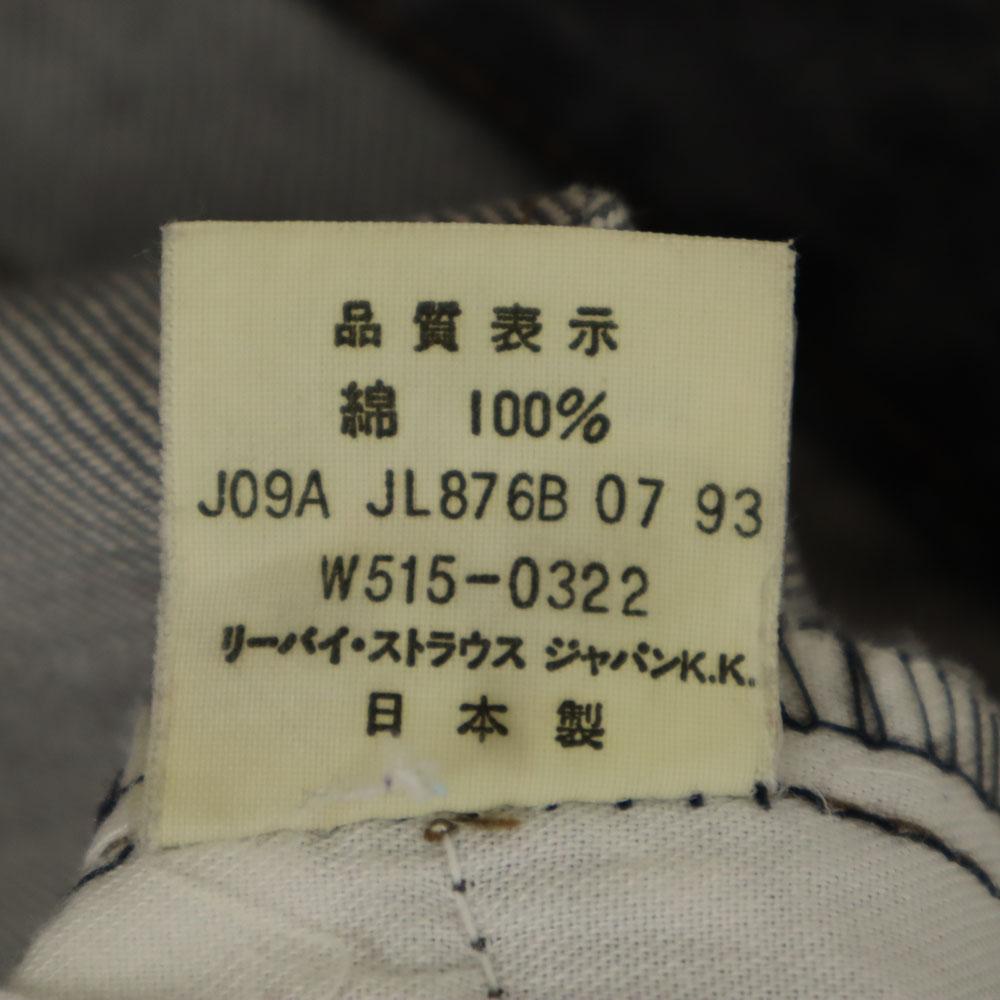 品質表示
綿 100%
J09A JL876B 07 93
W515-0322
リーバイ・ストラウス ジャパンK.K.
日本製